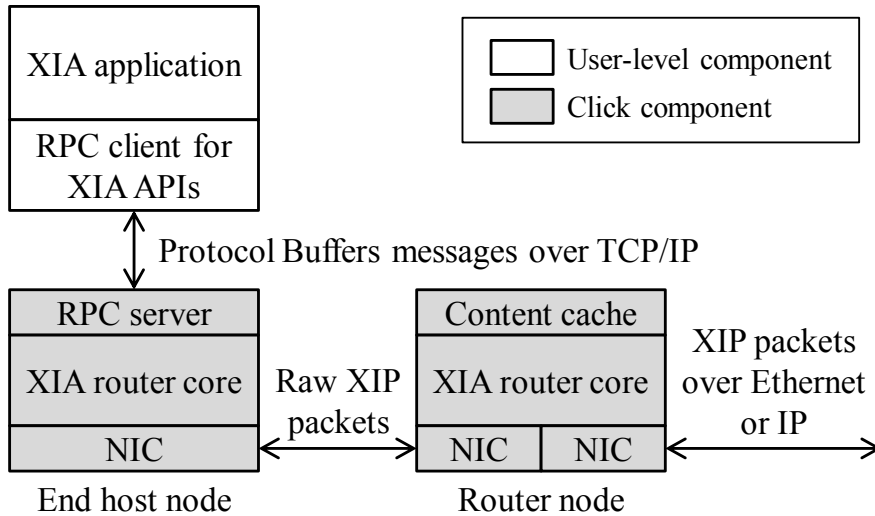 XIA application
RPC client for
XIA APIs
User-level component
Click component
Protocol Buffers messages over TCP/IP
RPC server
XIA router core
NIC
End host node
Raw XIP
packets
Content cache
XIA router core
NIC
NIC
Router node
XIP packets
over Ethernet
or IP